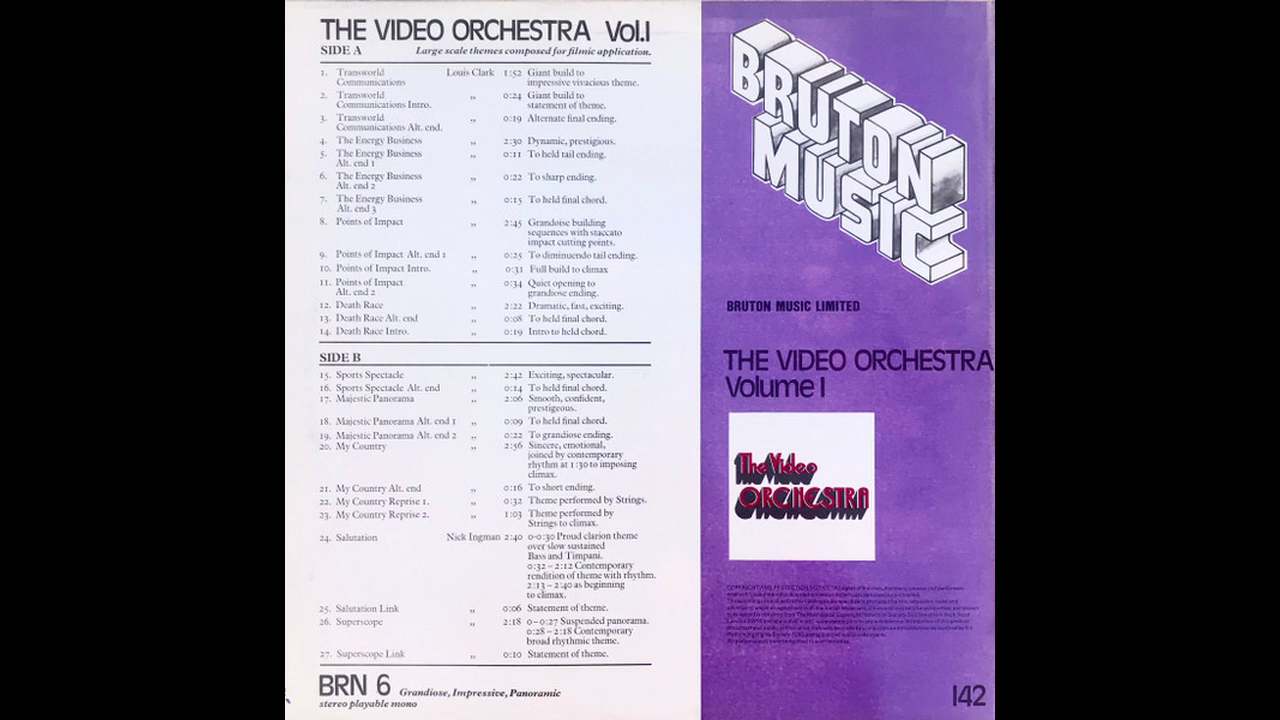 THE VIDEO ORCHESTRA Vol.I
SIDE A Large scale themes composed for filmic application.
1. Transworld Louis Clark 1:52 Giant build to
Communications impressive vivacious theme.
2. Transworld „ 0:24 Giant build to
Communications Intro. statement of theme.
3. Transworld „ 0:19 Alternate final ending.
Communications Alt. end.
4. The Energy Business „ 2:30 Dynamic, prestigious.
5. The Energy Business „ 0:11 To held tail ending.
Alt. end 1
6. The Energy Business „ 0:22 To sharp ending.
Alt. end 2
7. The Energy Business „ 0:15 To held final chord.
Alt. end 3
8. Points of Impact „ 2:45 Grandoise building
sequences with staccato
impact cutting points.
9. Points of Impact Alt. end 1 „ 0:25 To diminuendo tail ending.
10. Points of Impact Intro. „ 0:31 Full build to climax
11. Points of Impact „ 0:34 Quiet opening to
Alt. end 2 grandiose ending.
12. Death Race „ 2:22 Dramatic, fast, exciting.
13. Death Race Alt. end „ 0:08 To held final chord.
14. Death Race Intro. „ 0:19 Intro to held chord.
SIDE B
15. Sports Spectacle „ 2:42 Exciting, spectacular.
16. Sports Spectacle Alt. end „ 0:14 To held final chord.
17. Majestic Panorama „ 2:06 Smooth, confident,
prestigeous.
18. Majestic Panorama Alt. end 1 „ 0:09 To held final chord.
19. Majestic Panorama Alt. end 2 „ 0:22 To grandiose ending.
20. My Country „ 2:56 Sincere, emotional,
joined by contemporary
rhythm at 1:30 to imposing
climax.
21. My Country Alt. end „ 0:16 To short ending.
22. My Country Reprise 1. „ 0:32 Theme performed by Strings.
23. My Country Reprise 2. „ 1:03 Theme performed by
Strings to climax.
24. Salutation Nick Ingman 2:40 0-0:30 Proud clarion theme
over slow sustained
Bass and Timpani.
0:32 – 2:12 Contemporary
rendition of theme with rhythm.
2:13 – 2:40 as beginning
to climax.
25. Salutation Link „ 0:06 Statement of theme.
26. Superscope „ 2:18 0 – 0:27 Suspended panorama.
0:28 – 2:18 Contemporary
broad rhythmic theme.
27. Superscope Link „ 0:10 Statement of theme.
BRN 6 Grandiose, Impressive, Panoramic
stereo playable mono
BRUTON
MUSIC
BRUTON MUSIC LIMITED
THE VIDEO ORCHESTRA
Volume I
The Video
ORCHESTRA
142